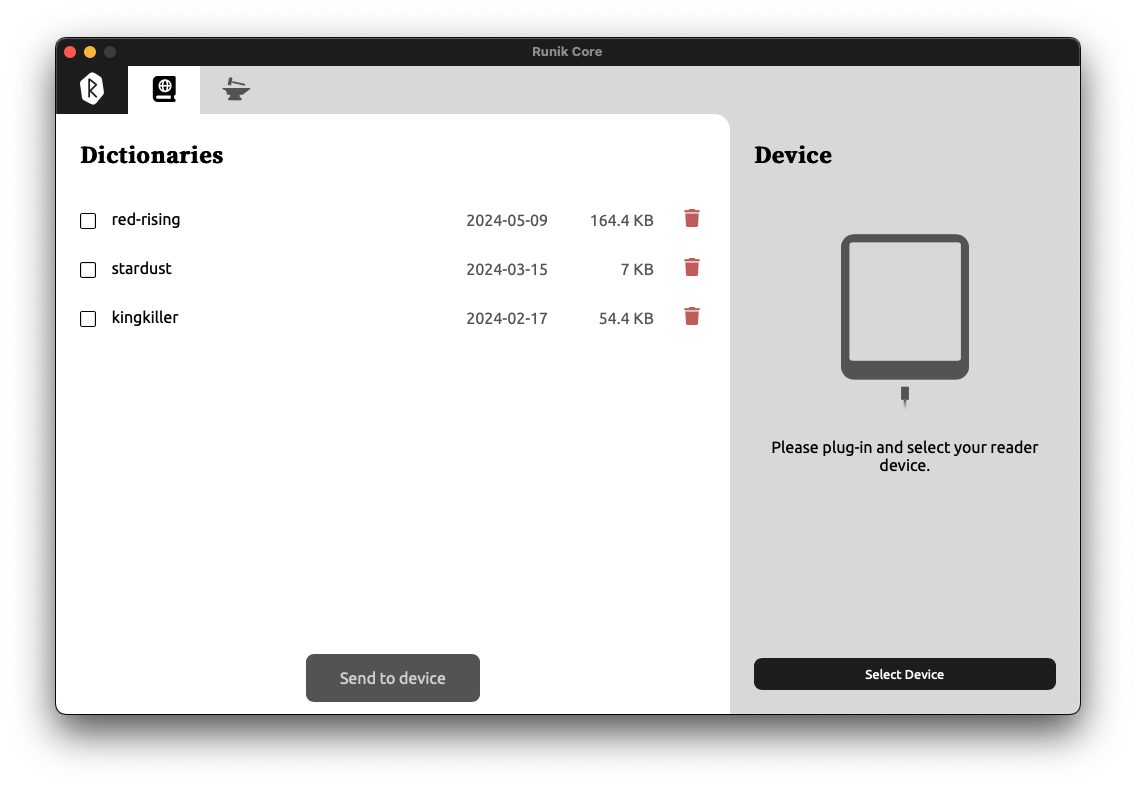 Runik Core
Dictionaries
red-rising 2024-05-09 164.4 KB
stardust 2024-03-15 7 KB
kingkiller 2024-02-17 54.4 KB
Send to device
Device
Please plug-in and select your reader
device.
Select Device